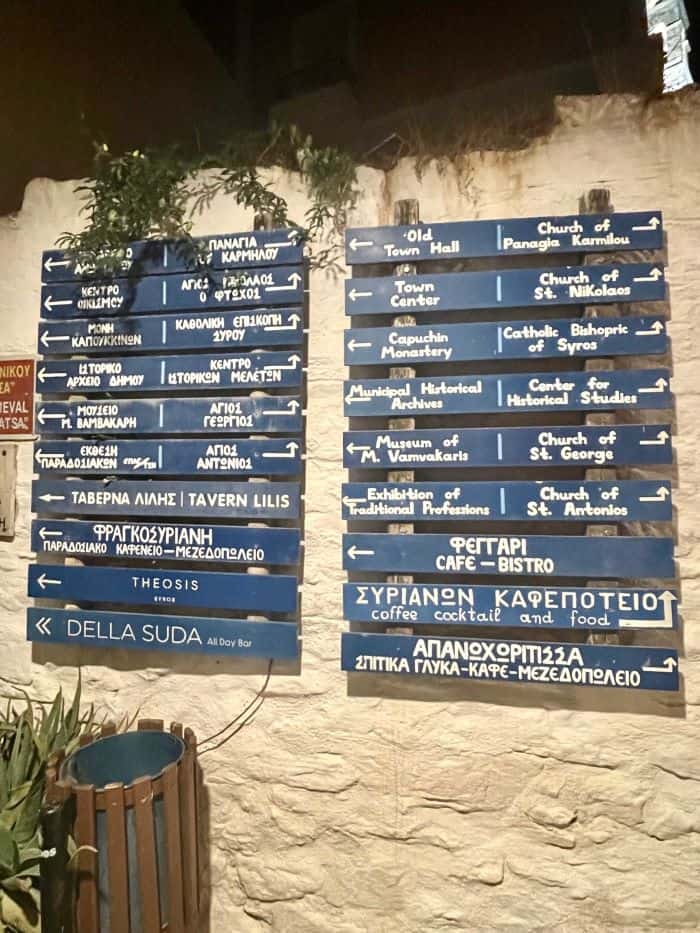 ΠΑΝΑΓΙΑ
ΚΑΡΜΗΛΟΥ
ΚΕΝΤΡΟ
ΟΙΚΙΣΜΟΥ
ΑΓΙΟΣ
Ο ΦΤΩΧΟΣ
ΜΟΝΗ
ΚΑΠΟΥΚΚΙΝΩΝ
ΚΑΘΟΛΙΚΗ ΕΠΙΣΚΟΠΗ
ΣΥΡΟΥ
ΙΣΤΟΡΙΚΟ
ΑΡΧΕΙΟ ΔΗΜΟΥ
ΚΕΝΤΡΟ
ΙΣΤΟΡΙΚΩΝ ΜΕΛΕΤΩΝ
ΜΟΥΣΕΙΟ
Μ. ΒΑΜΒΑΚΑΡΗ
ΑΓΙΟΣ
ΓΕΩΡΓΙΟΣ
ΕΚΘΕΣΗ
ΠΑΡΑΔΟΣΙΑΚΩΝ
ΑΓΙΟΣ
ΑΝΤΩΝΙΟΣ
ΤΑΒΕΡΝΑ ΛΙΛΗΣ | TAVERN LILIS
ΦΡΑΓΚΟΣΥΡΙΑΝΗ
ΠΑΡΑΔΟΣΙΑΚΟ ΚΑΦΕΝΕΙΟ-ΜΕΖΕΔΟΠΩΛΕΙΟ
THEOSIS
SYROS
DELLA SUDA All Day Bar
Old
Town Hall
Church of
Panagia Karmilou
Town
Center
Church of
St. Nikolaos
Capuchin
Monastery
Catholic Bishopric
of Syros
Municipal Historical
Archives
Center for
Historical Studies
Museum of
M. Vamvakaris
Church of
St. George
Exhibition of
Traditional Professions
Church of
St. Antonios
ΦΕΓΓΑΡΙ
CAFE - BISTRO
ΣΥΡΙΑΝΩΝ ΚΑΦΕΠΟΤΕΙΟ
coffee cocktail and food
ΑΠΑΝΩΧΩΡΙΤΙΣΣΑ
ΣΠΙΤΙΚΑ ΓΛΥΚΑ-ΚΑΦΕ-ΜΕΖΕΔΟΠΩΛΕΙΟ